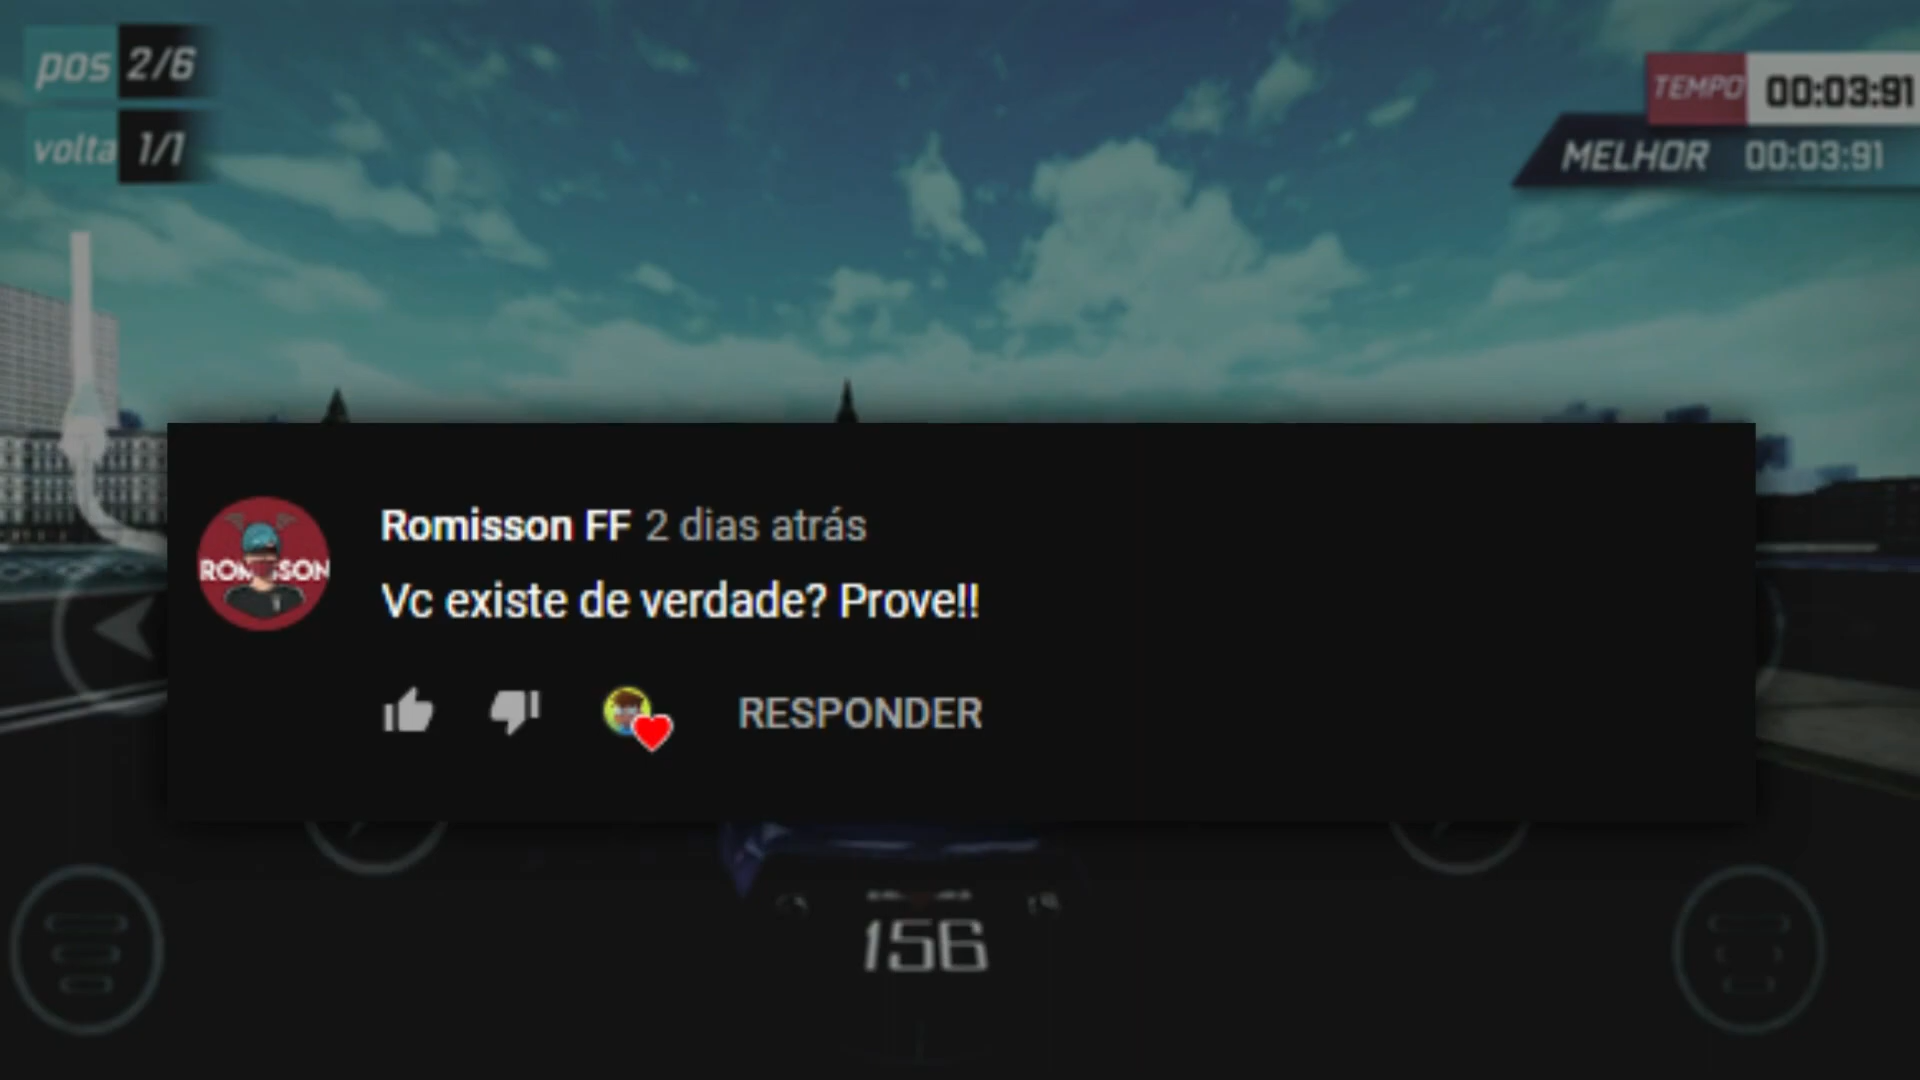 pos 2/6
volta 1/1
TEMPO 00:03:91
MELHOR 00:03:91
Romisson FF 2 dias atrás
Vc existe de verdade? Prove!!
RESPONDER
156